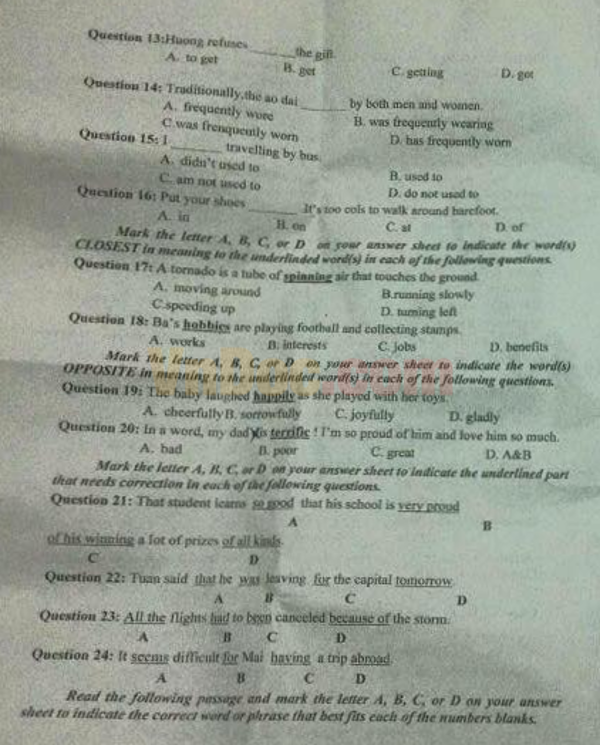 Question 13:Huong refuses ________ the gift.
A. to get B. get C. getting D. got
Question 14: Traditionally,the ao dai ________ by both men and women.
A. frequently wore B. was frequently wearing
C.was frenquently worn D. has frequently worn
Question 15: I ________ travelling by bus.
A. didn't used to B. used to
C. am not used to D. do not used to
Question 16: Put your shoes ________ .It's too cols to walk around barefoot.
A. in B. on C. at D. of
Mark the letter A, B, C, or D on your answer sheet to indicate the word(s)
CLOSEST in meaning to the underlinded word(s) in each of the following questions.
Question 17: A tornado is a tube of spinning air that touches the ground.
A. moving around B.running slowly
C.speeding up D. turning left
Question 18: Ba's hobbies are playing football and collecting stamps.
A. works B. interests C. jobs D. benefits
Mark the letter A, B, C, or D on your answer sheet to indicate the word(s)
OPPOSITE in meaning to the underlinded word(s) in each of the following questions.
Question 19: The baby laughed happily as she played with her toys.
A. cheerfully B. sorrowfully C. joyfully D. gladly
Question 20: In a word, my dad is terrific ! I'm so proud of him and love him so much.
A. bad B. poor C. great D. A&B
Mark the letter A, B, C, or D on your answer sheet to indicate the underlined part
that needs correction in each of the following questions.
Question 21: That student learns so good that his school is very proud
A B
of his winning a lot of prizes of all kinds.
C D
Question 22: Tuan said that he was leaving for the capital tomorrow.
A B C D
Question 23: All the flights had to been canceled because of the storm.
A B C D
Question 24: It seems difficult for Mai having a trip abroad.
A B C D
Read the following passage and mark the letter A, B, C, or D on your answer
sheet to indicate the correct word or phrase that best fits each of the numbers blanks.